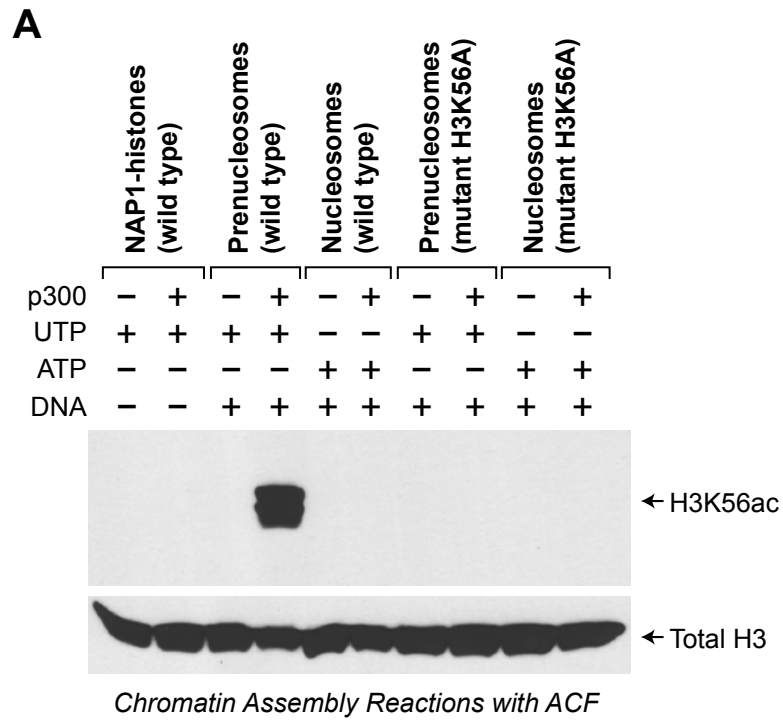 A
NAP1-histones
(wild type)
Prenucleosomes
(wild type)
Nucleosomes
(wild type)
Prenucleosomes
(mutant H3K56A)
Nucleosomes
(mutant H3K56A)
p300 – + – + – + – + – +
UTP + + + + – – + + – –
ATP – – – – + + – – + +
DNA – – + + + + + + + +
H3K56ac
Total H3
Chromatin Assembly Reactions with ACF